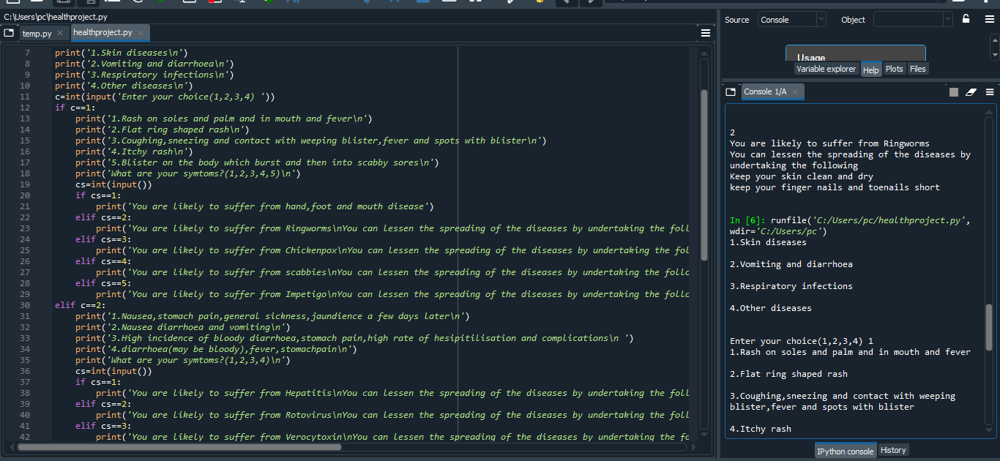 C:\Users\pc\healthproject.py
temp.py
healthproject.py
7 print('1.Skin diseases\n')
8 print('2.Vomiting and diarrhoea\n')
9 print('3.Respiratory infections\n')
10 print('4.Other diseases\n')
11 c=int(input('Enter your choice(1,2,3,4) '))
12 if c==1:
13 print('1.Rash on soles and palm and in mouth and fever\n')
14 print('2.Flat ring shaped rash\n')
15 print('3.Coughing,sneezing and contact with weeping blister,fever and spots with blister\n')
16 print('4.Itchy rash\n')
17 print('5.Blister on the body which burst and then into scabby sores\n')
18 print('What are your symtoms?(1,2,3,4,5)\n')
19 cs=int(input())
20 if cs==1:
21 print('You are likely to suffer from hand,foot and mouth disease')
22 elif cs==2:
23 print('You are likely to suffer from Ringworms\nYou can lessen the spreading of the diseases by undertaking the foll
24 elif cs==3:
25 print('You are likely to suffer from Chickenpox\nYou can lessen the spreading of the diseases by undertaking the fol
26 elif cs==4:
27 print('You are likely to suffer from scabbies\nYou can lessen the spreading of the diseases by undertaking the follo
28 elif cs==5:
29 print('You are likely to suffer from Impetigo\nYou can lessen the spreading of the diseases by undertaking the follo
30 elif c==2:
31 print('1.Nausea,stomach pain,general sickness,jaundience a few days later\n')
32 print('2.Nausea diarrhoea and vomiting\n')
33 print('3.High incidence of bloody diarrhoea,stomach pain,high rate of hesipitilisation and complications\n ')
34 print('4.diarrhoea(may be bloody),fever,stomachpain\n')
35 print('What are your symtoms?(1,2,3,4)\n')
36 cs=int(input())
37 if cs==1:
38 print('You are likely to suffer from Hepatitis\nYou can lessen the spreading of the diseases by undertaking the foll
39 elif cs==2:
40 print('You are likely to suffer from Rotovirus\nYou can lessen the spreading of the diseases by undertaking the foll
41 elif cs==3:
42 print('You are likely to suffer from Verocytoxin\nYou can lessen the spreading of the diseases by undertaking the fo
Source Console Object
Usage
Variable explorer Help Plots Files
Console 1/A
2
You are likely to suffer from Ringworms
You can lessen the spreading of the diseases by
undertaking the following
Keep your skin clean and dry
keep your finger nails and toenails short
In [6]: runfile('C:/Users/pc/healthproject.py',
wdir='C:/Users/pc')
1.Skin diseases
2.Vomiting and diarrhoea
3.Respiratory infections
4.Other diseases
Enter your choice(1,2,3,4) 1
1.Rash on soles and palm and in mouth and fever
2.Flat ring shaped rash
3.Coughing,sneezing and contact with weeping
blister,fever and spots with blister
4.Itchy rash
IPython console History